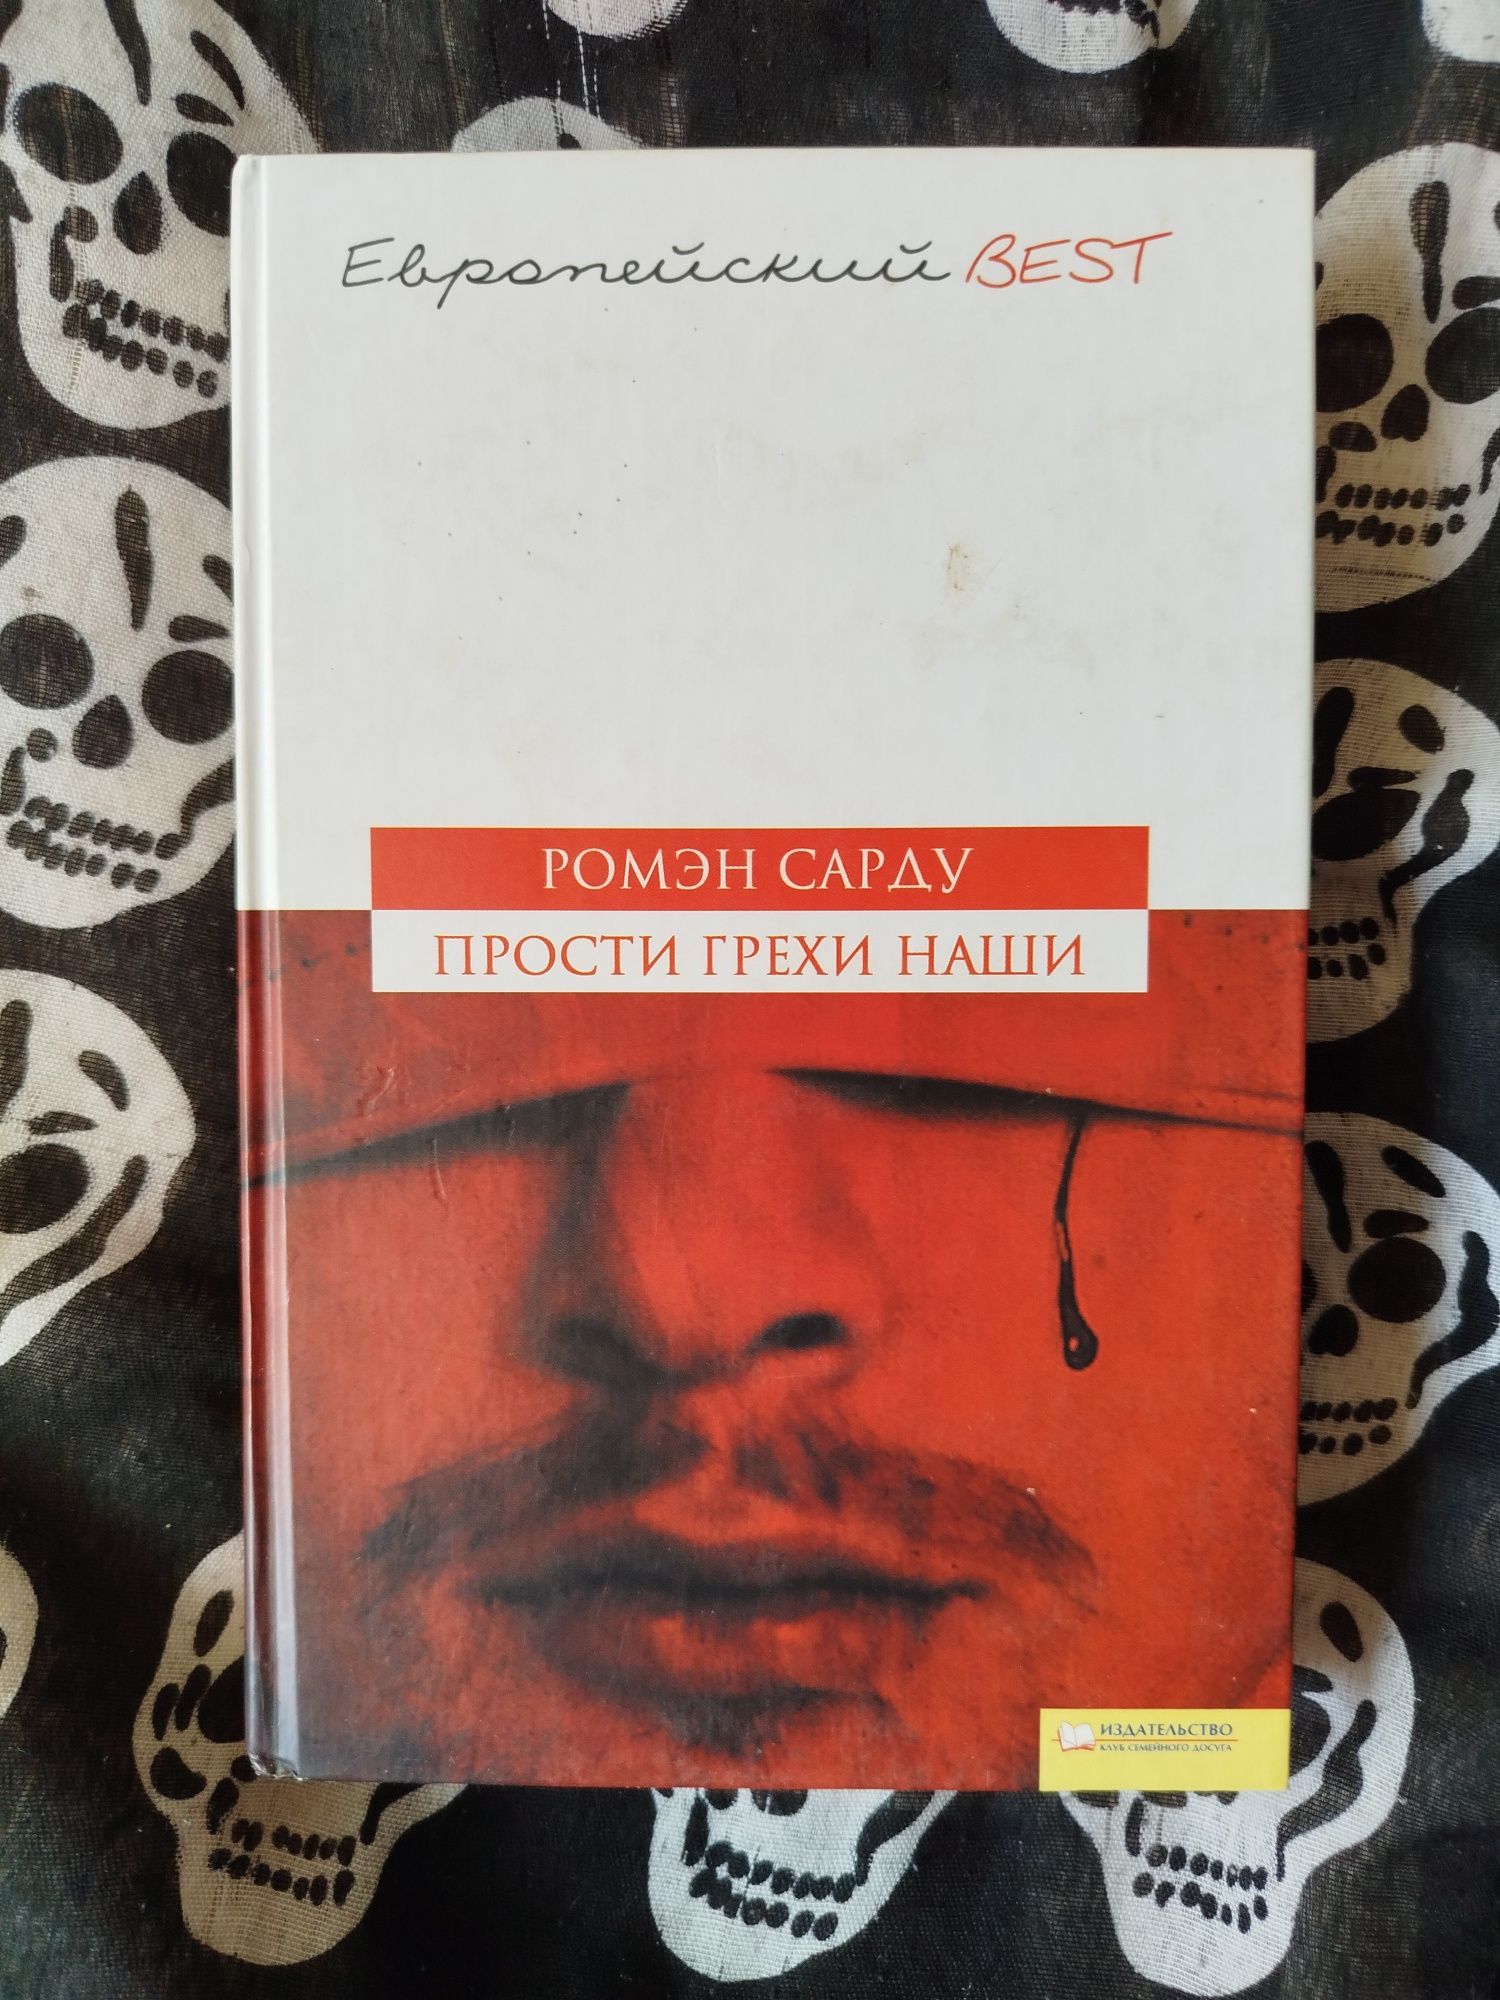 Европейский BEST
РОМЭН САРДУ
ПРОСТИ ГРЕХИ НАШИ
ИЗДАТЕЛЬСТВО
КЛУБ СЕМЕЙНОГО ДОСУГА